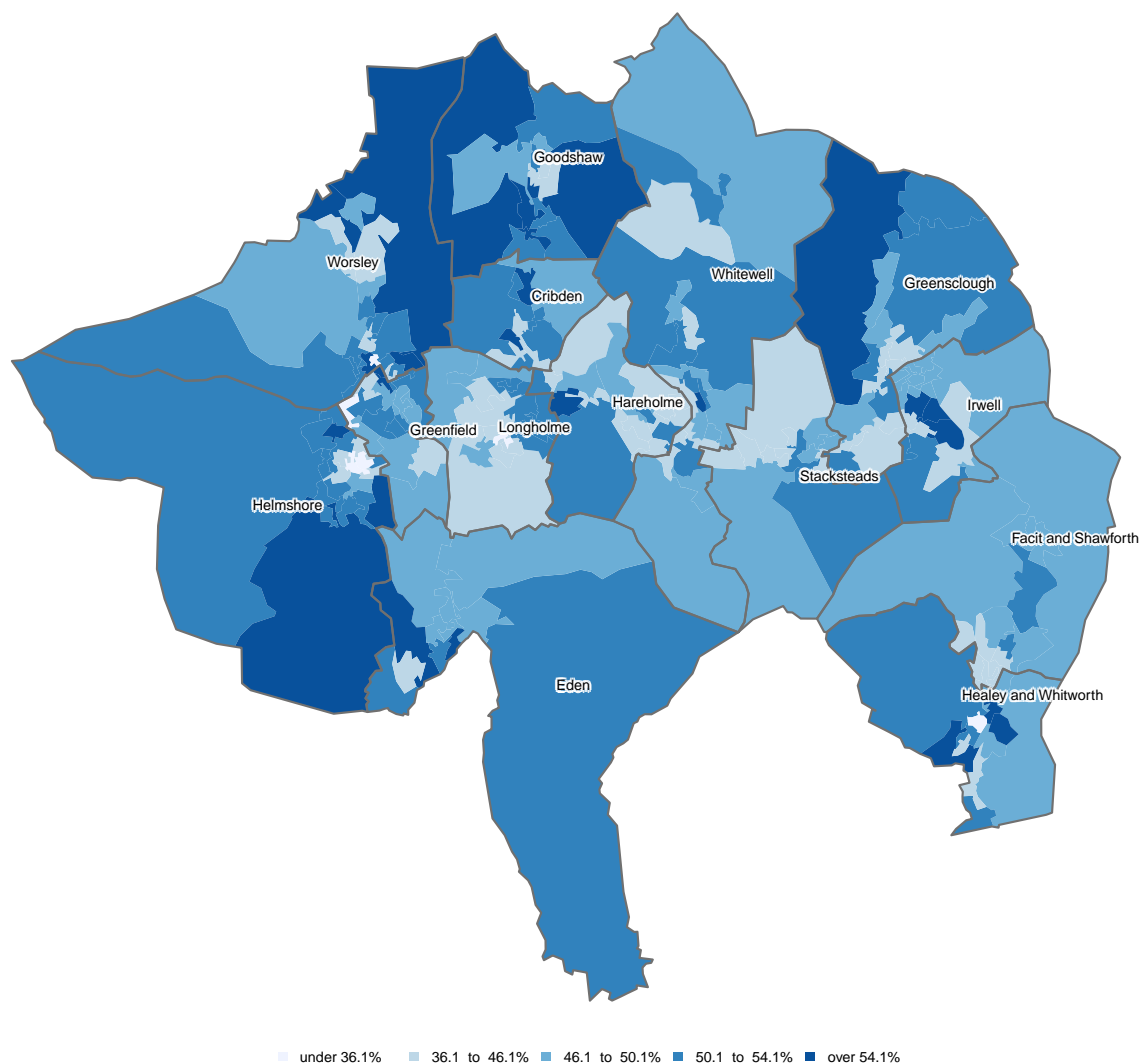 Goodshaw
Worsley
Whitewell
Greensclough
Cribden
Hareholme
Irwell
Greenfield
Longholme
Stacksteads
Helmshore
Facit and Shawforth
Eden
Healey and Whitworth
under 36.1% 36.1 to 46.1% 46.1 to 50.1% 50.1 to 54.1% over 54.1%